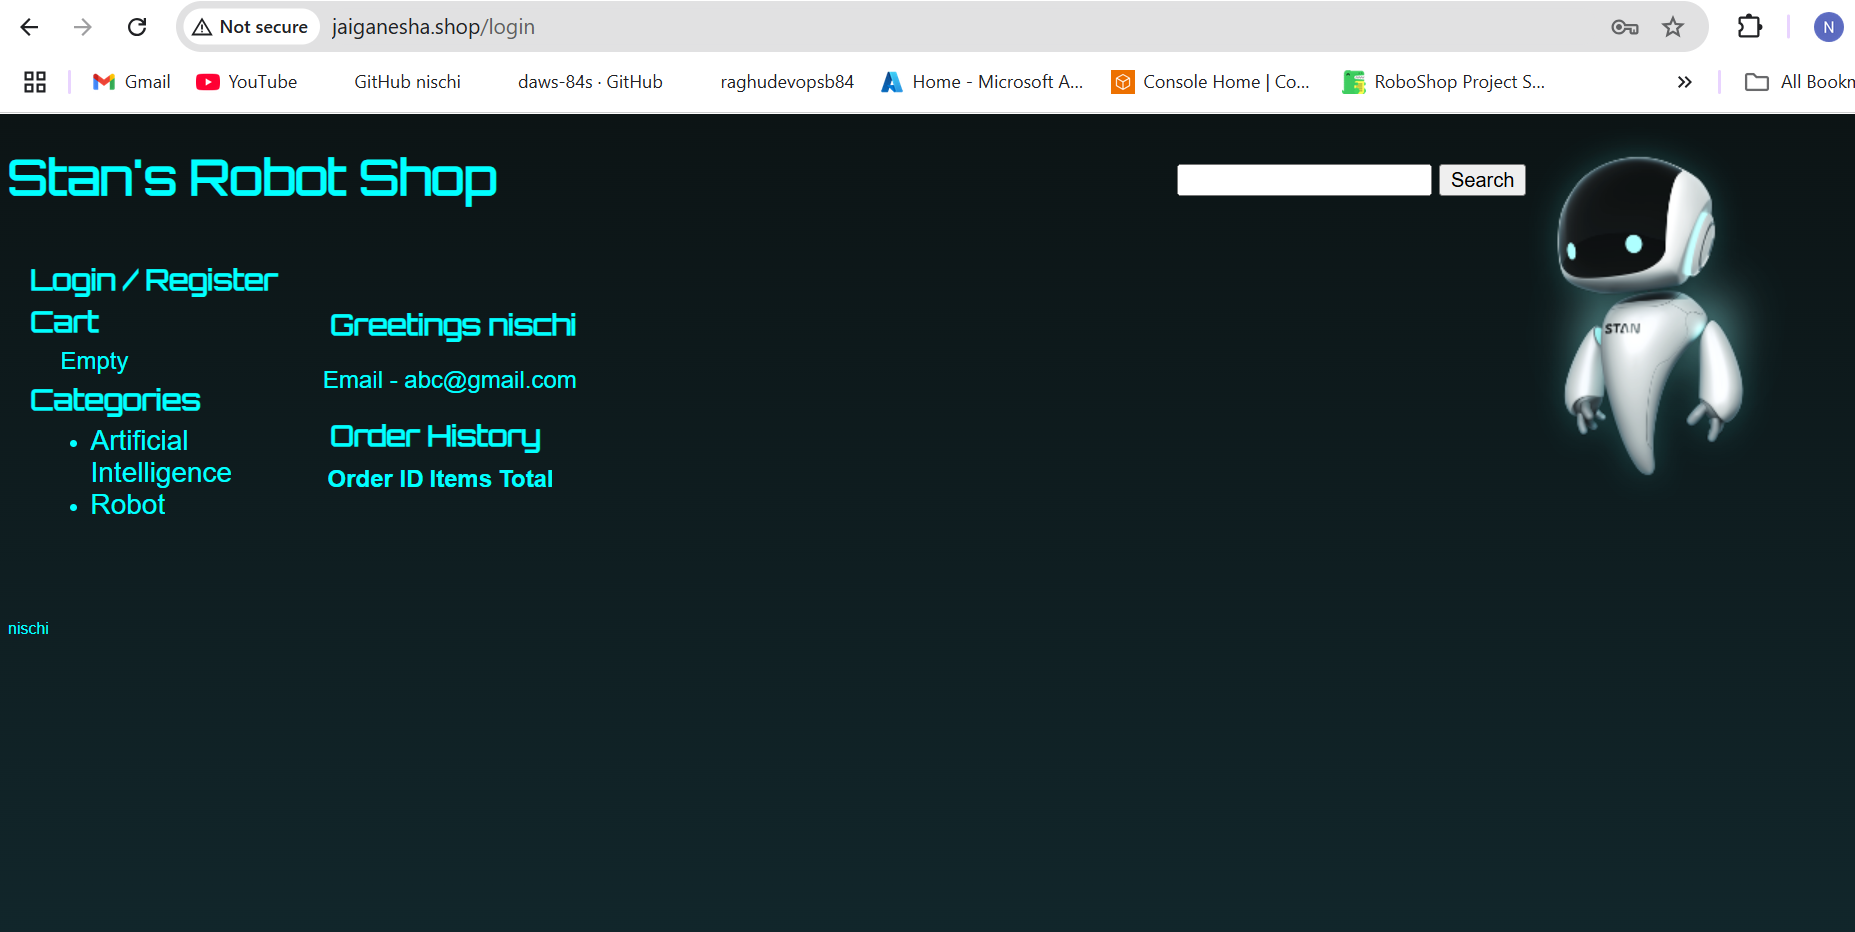 Not secure jaiganesha.shop/login N
Gmail YouTube GitHub nischi daws-84s · GitHub raghudevopsb84 Home - Microsoft A... Console Home | Co... RoboShop Project S... » All Bookm
Stan's Robot Shop
Search
STAN
Login / Register
Cart
Empty
Categories
• Artificial
Intelligence
• Robot
Greetings nischi
Email - abc@gmail.com
Order History
Order ID Items Total
nischi